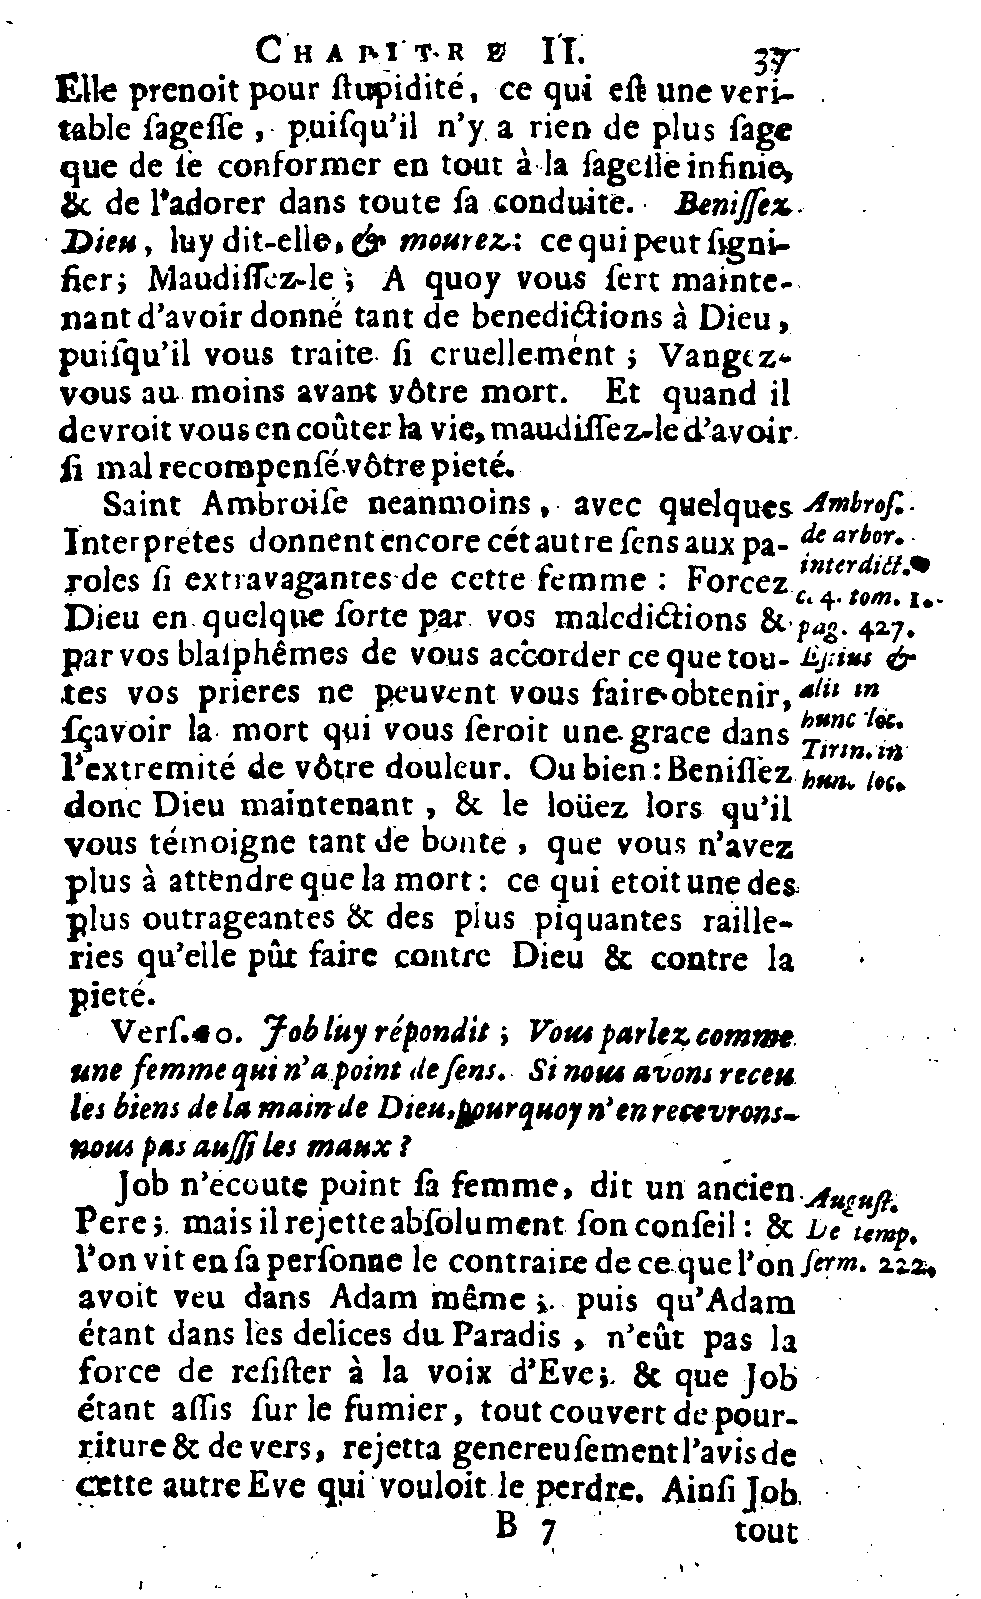 CHAPITRE II. 37
Elle prenoit pour ſtupidité, ce qui eſt une veri-
table ſageſſe, puiſqu'il n'y a rien de plus ſage
que de ſe conformer en tout à la ſageſſe infinie,
& de l'adorer dans toute ſa conduite. Beniſſez
Dieu, luy dit-elle, & mourez: ce qui peut ſigni-
fier; Maudiſſez-le; A quoy vous ſert mainte-
nant d'avoir donné tant de benedictions à Dieu,
puiſqu'il vous traite ſi cruellement; Vangez-
vous au moins avant vôtre mort. Et quand il
devroit vous en coûter la vie, maudiſſez-le d'avoir
ſi mal recompenſé vôtre pieté.
Saint Ambroiſe neanmoins, avec quelques
Interpretes donnent encore cét autre ſens aux pa-
roles ſi extravagantes de cette femme: Forcez
Dieu en quelque ſorte par vos maledictions &
par vos blaſphêmes de vous accorder ce que tou-
tes vos prieres ne peuvent vous faire obtenir,
ſçavoir la mort qui vous ſeroit une grace dans
l'extremité de vôtre douleur. Ou bien: Beniſſez
donc Dieu maintenant, & le loüez lors qu'il
vous témoigne tant de bonté, que vous n'avez
plus à attendre que la mort: ce qui etoit une des
plus outrageantes & des plus piquantes raille-
ries qu'elle pût faire contre Dieu & contre la
pieté.
Ambroſ.
de arbor.
interdict.
c. 4. tom. 1.
pag. 427.
Eſtius &
alii in
hunc loc.
Tirin. in
hun. loc.
Verſ. 10. Job luy répondit; Vous parlez comme
une femme qui n'a point de ſens. Si nous avons receu
les biens de la main de Dieu, pourquoy n'en recevrons-
nous pas auſſi les maux?
Job n'écoute point ſa femme, dit un ancien
Pere; mais il rejette abſolument ſon conſeil: &
l'on vit en ſa perſonne le contraire de ce que l'on
avoit veu dans Adam même; puis qu'Adam
étant dans les delices du Paradis, n'eût pas la
force de reſiſter à la voix d'Eve; & que Job
étant aſſis ſur le fumier, tout couvert de pour-
riture & de vers, rejetta genereuſement l'avis de
cette autre Eve qui vouloit le perdre. Ainſi Job
Auguſt.
De temp.
ſerm. 222.
B 7 tout